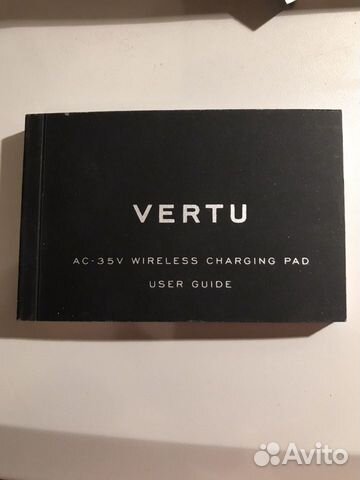 VERTU
AC-35V WIRELESS CHARGING PAD
USER GUIDE
Avito